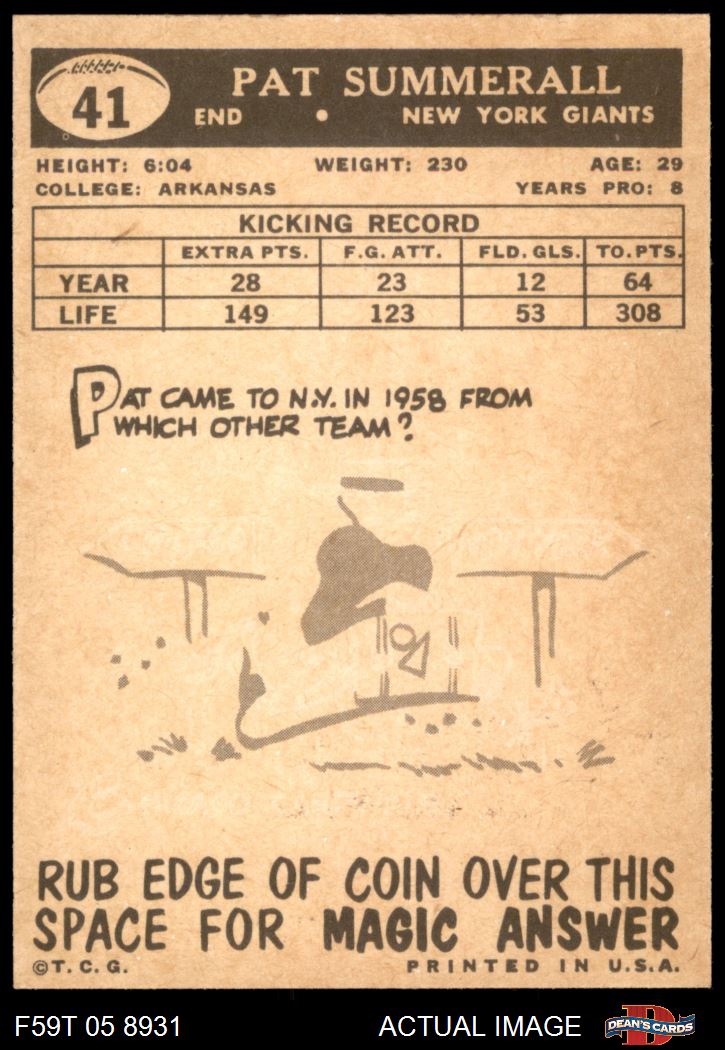 41
PAT SUMMERALL
END • NEW YORK GIANTS
HEIGHT: 6:04 WEIGHT: 230 AGE: 29
COLLEGE: ARKANSAS YEARS PRO: 8
KICKING RECORD
EXTRA PTS. F.G. ATT. FLD. GLS. TO. PTS.
YEAR 28 23 12 64
LIFE 149 123 53 308
PAT CAME TO N.Y. IN 1958 FROM
WHICH OTHER TEAM?
RUB EDGE OF COIN OVER THIS
SPACE FOR MAGIC ANSWER
©T.C.G. PRINTED IN U.S.A.
F59T 05 8931 ACTUAL IMAGE DEAN'S CARDS